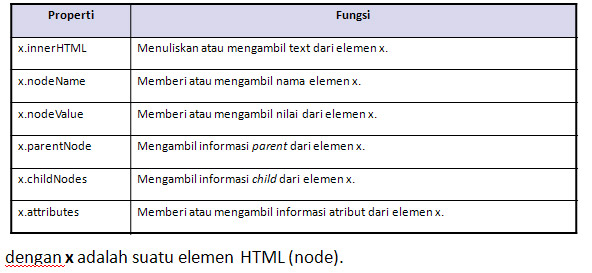 Properti Fungsi
x.innerHTML Menuliskan atau mengambil text dari elemen x.
x.nodeName Memberi atau mengambil nama elemen x.
x.nodeValue Memberi atau mengambil nilai dari elemen x.
x.parentNode Mengambil informasi parent dari elemen x.
x.childNodes Mengambil informasi child dari elemen x.
x.attributes Memberi atau mengambil informasi atribut dari elemen x.
dengan x adalah suatu elemen HTML (node).